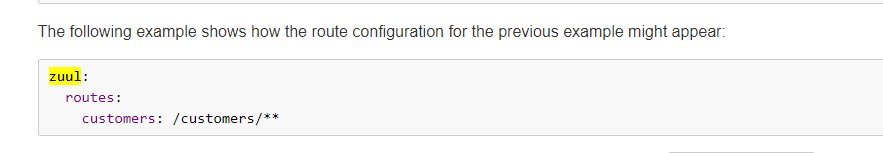 The following example shows how the route configuration for the previous example might appear:
zuul:
  routes:
    customers: /customers/**